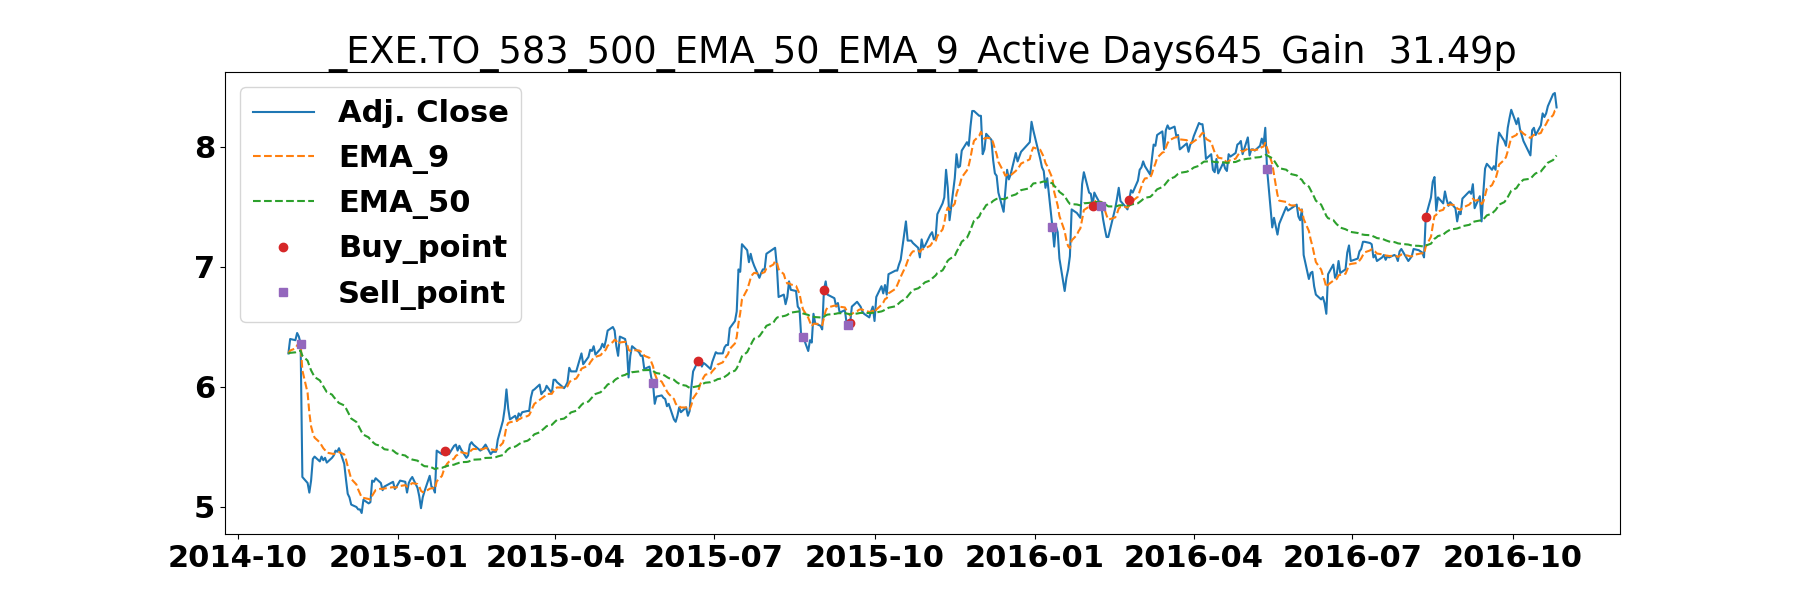 _EXE.TO_583_500_EMA_50_EMA_9_Active Days645_Gain  31.49p
Adj. Close
EMA_9
EMA_50
Buy_point
Sell_point
8
7
6
5
2014-10 2015-01 2015-04 2015-07 2015-10 2016-01 2016-04 2016-07 2016-10